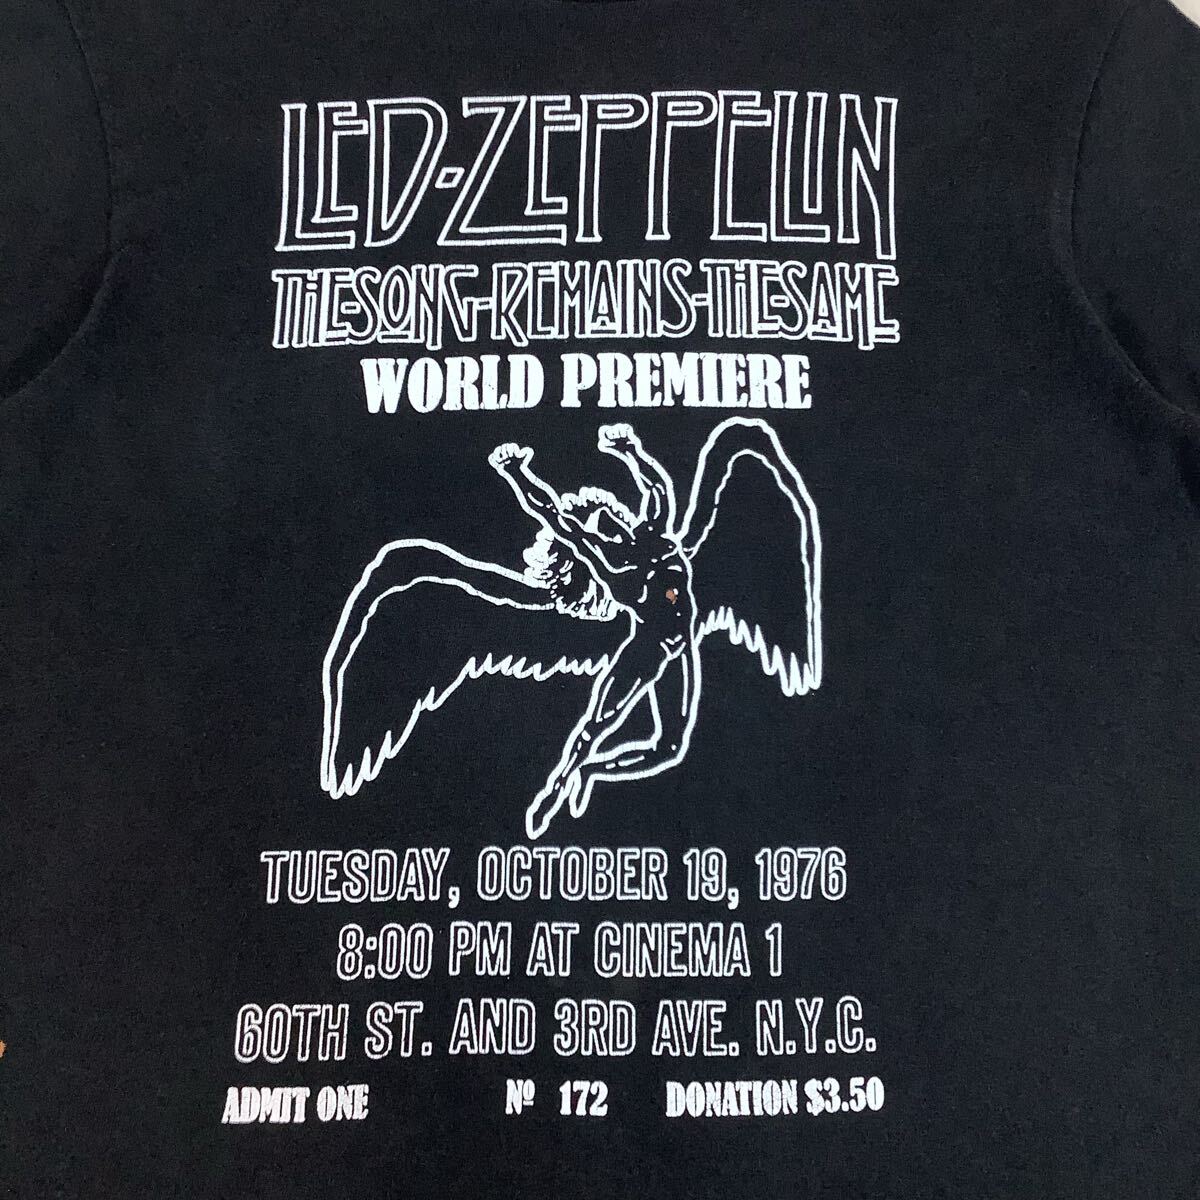 LED-ZEPPELIN
THE-SONG-REMAINS-THE-SAME
WORLD PREMIERE
TUESDAY, OCTOBER 19, 1976
8:00 PM AT CINEMA 1
60TH ST. AND 3RD AVE. N.Y.C.
ADMIT ONE Nº 172 DONATION $3.50